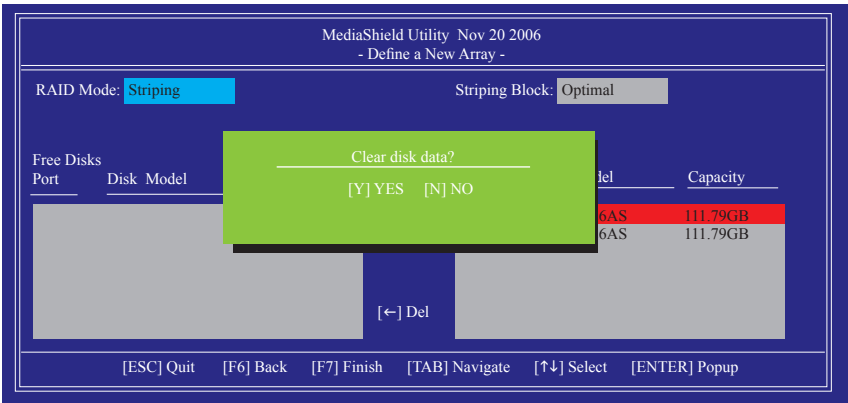 MediaShield Utility Nov 20 2006
- Define a New Array -
RAID Mode: Striping Striping Block: Optimal
Clear disk data?
[Y] YES [N] NO
Free Disks
Port Disk Model Capacity
6AS 111.79GB
6AS 111.79GB
[←] Del
[ESC] Quit [F6] Back [F7] Finish [TAB] Navigate [↑↓] Select [ENTER] Popup